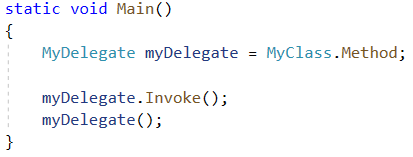 static void Main()
{
    MyDelegate myDelegate = MyClass.Method;
    myDelegate.Invoke();
    myDelegate();
}